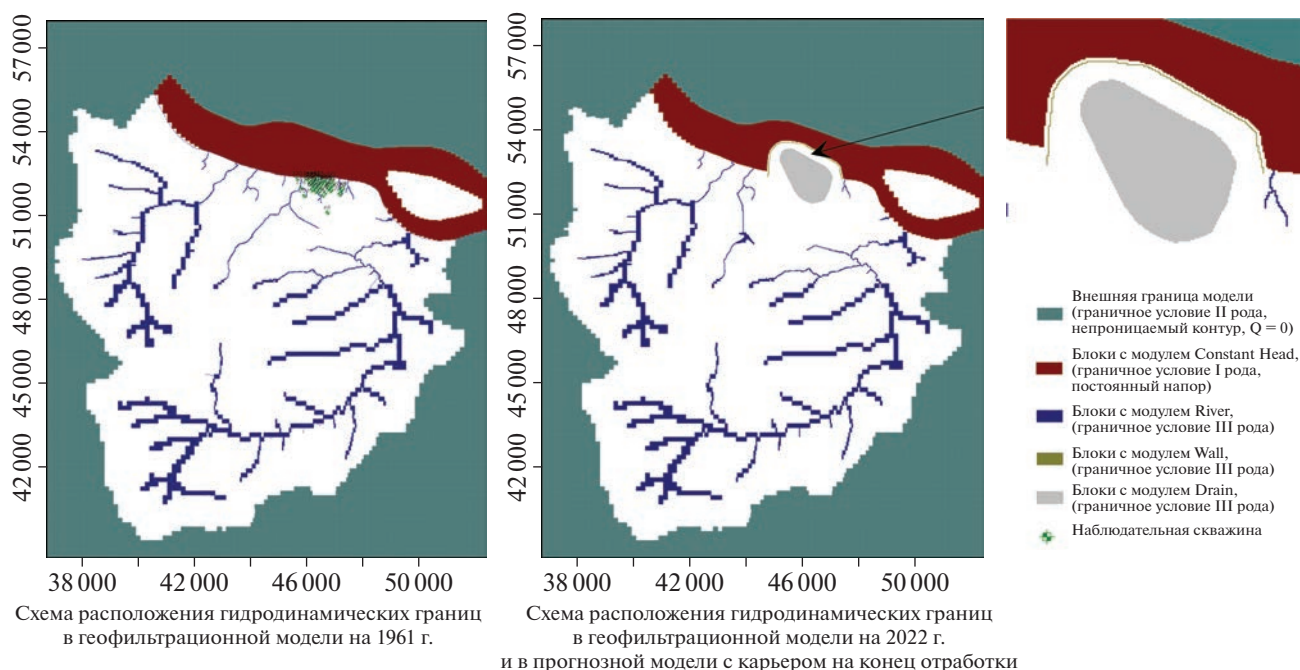 57 000
54 000
51 000
48 000
45 000
42 000
38 000 42 000 46 000 50 000
Схема расположения гидродинамических границ
в геофильтрационной модели на 1961 г.
57 000
54 000
51 000
48 000
45 000
42 000
38 000 42 000 46 000 50 000
Схема расположения гидродинамических границ
в геофильтрационной модели на 2022 г.
и в прогнозной модели с карьером на конец отработки
Внешняя граница модели
(граничное условие II рода,
непроницаемый контур, Q = 0)
Блоки с модулем Constant Head,
(граничное условие I рода,
постоянный напор)
Блоки с модулем River,
(граничное условие III рода)
Блоки с модулем Wall,
(граничное условие III рода)
Блоки с модулем Drain,
(граничное условие III рода)
Наблюдательная скважина